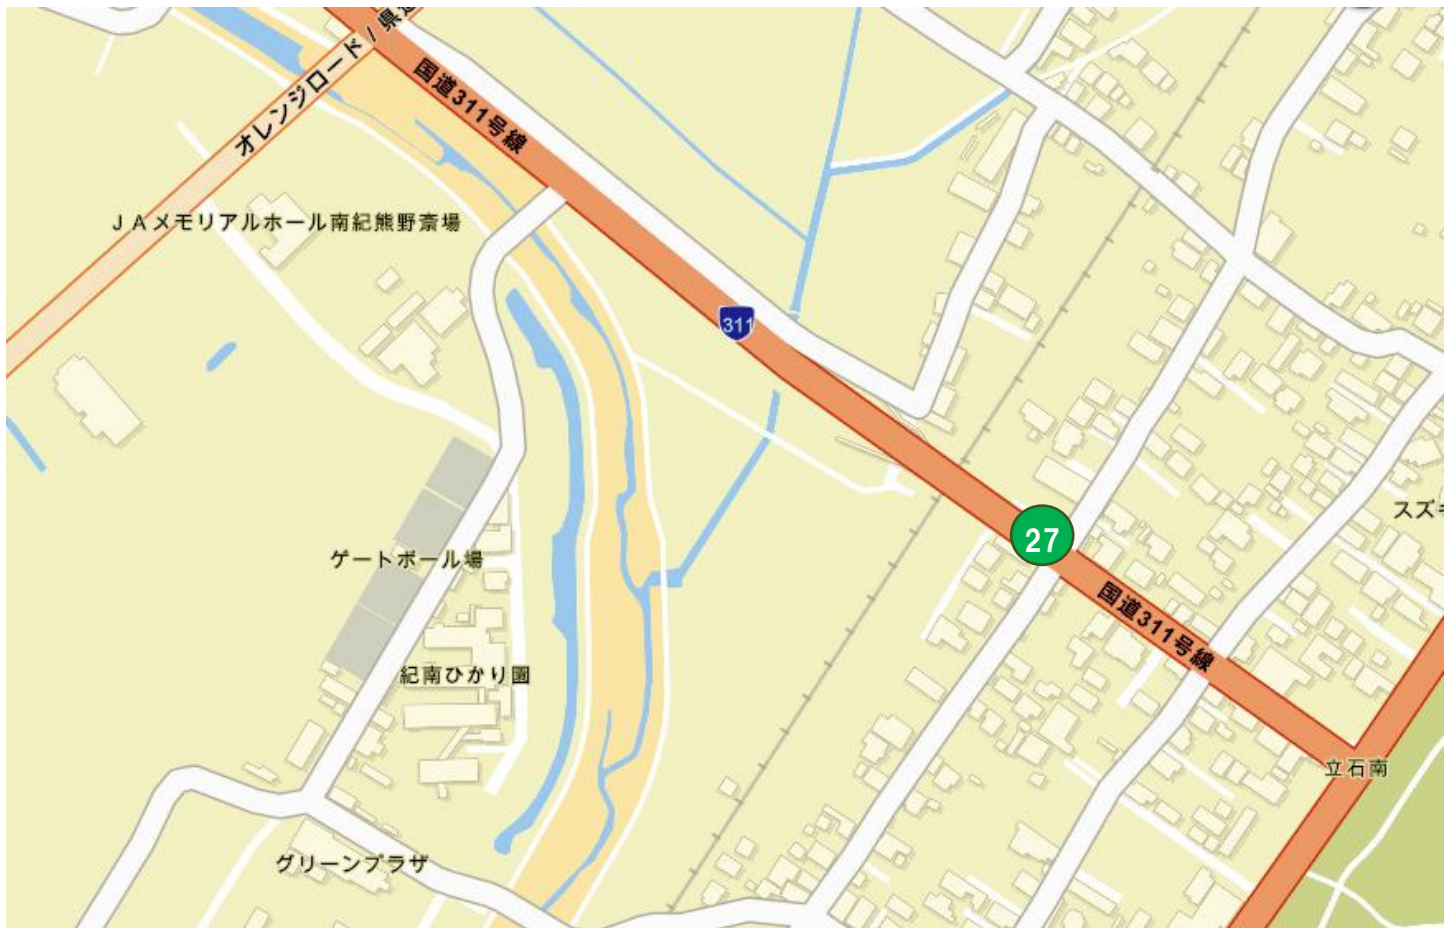 オレンジロード / 県道
国道311号線
JAメモリアルホール南紀熊野斎場
311
スズキ
27
ゲートボール場
国道311号線
紀南ひかり園
立石南
グリーンプラザ